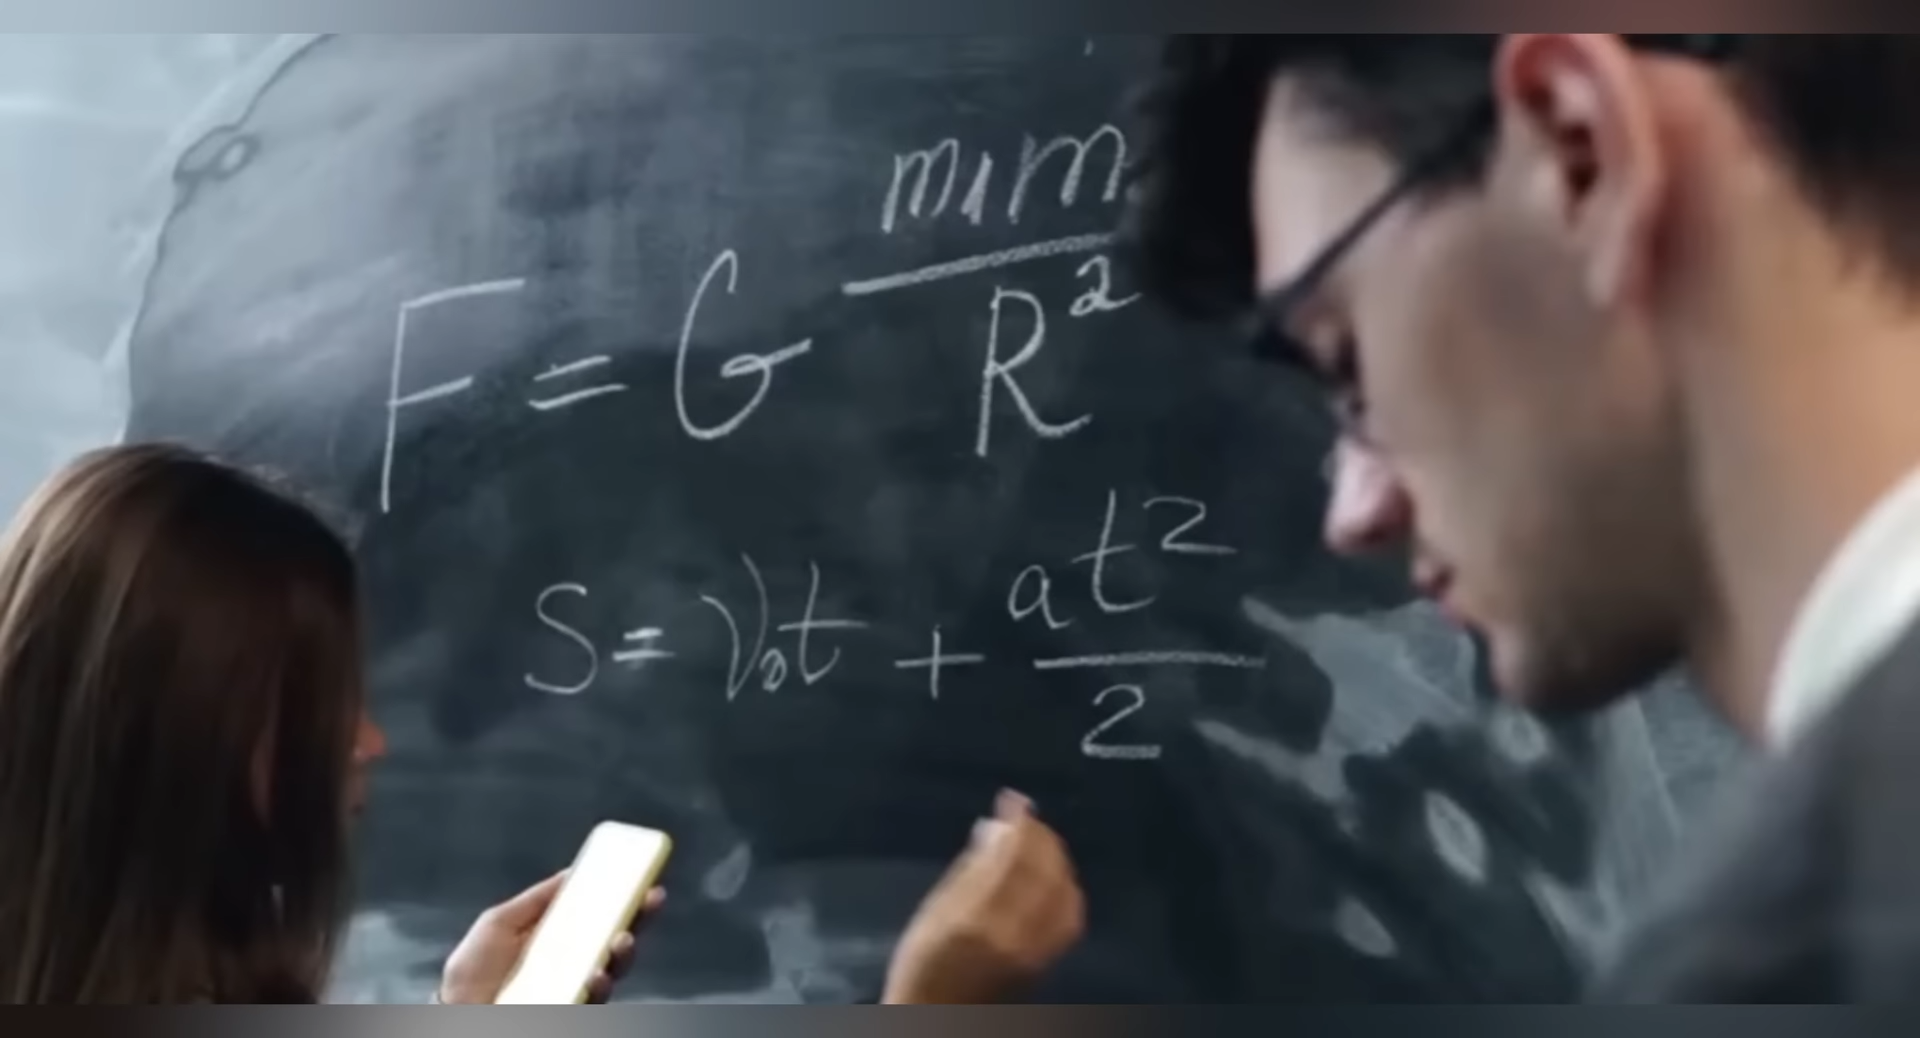 F = G m₁m / R²
S = V₀t + at² / 2